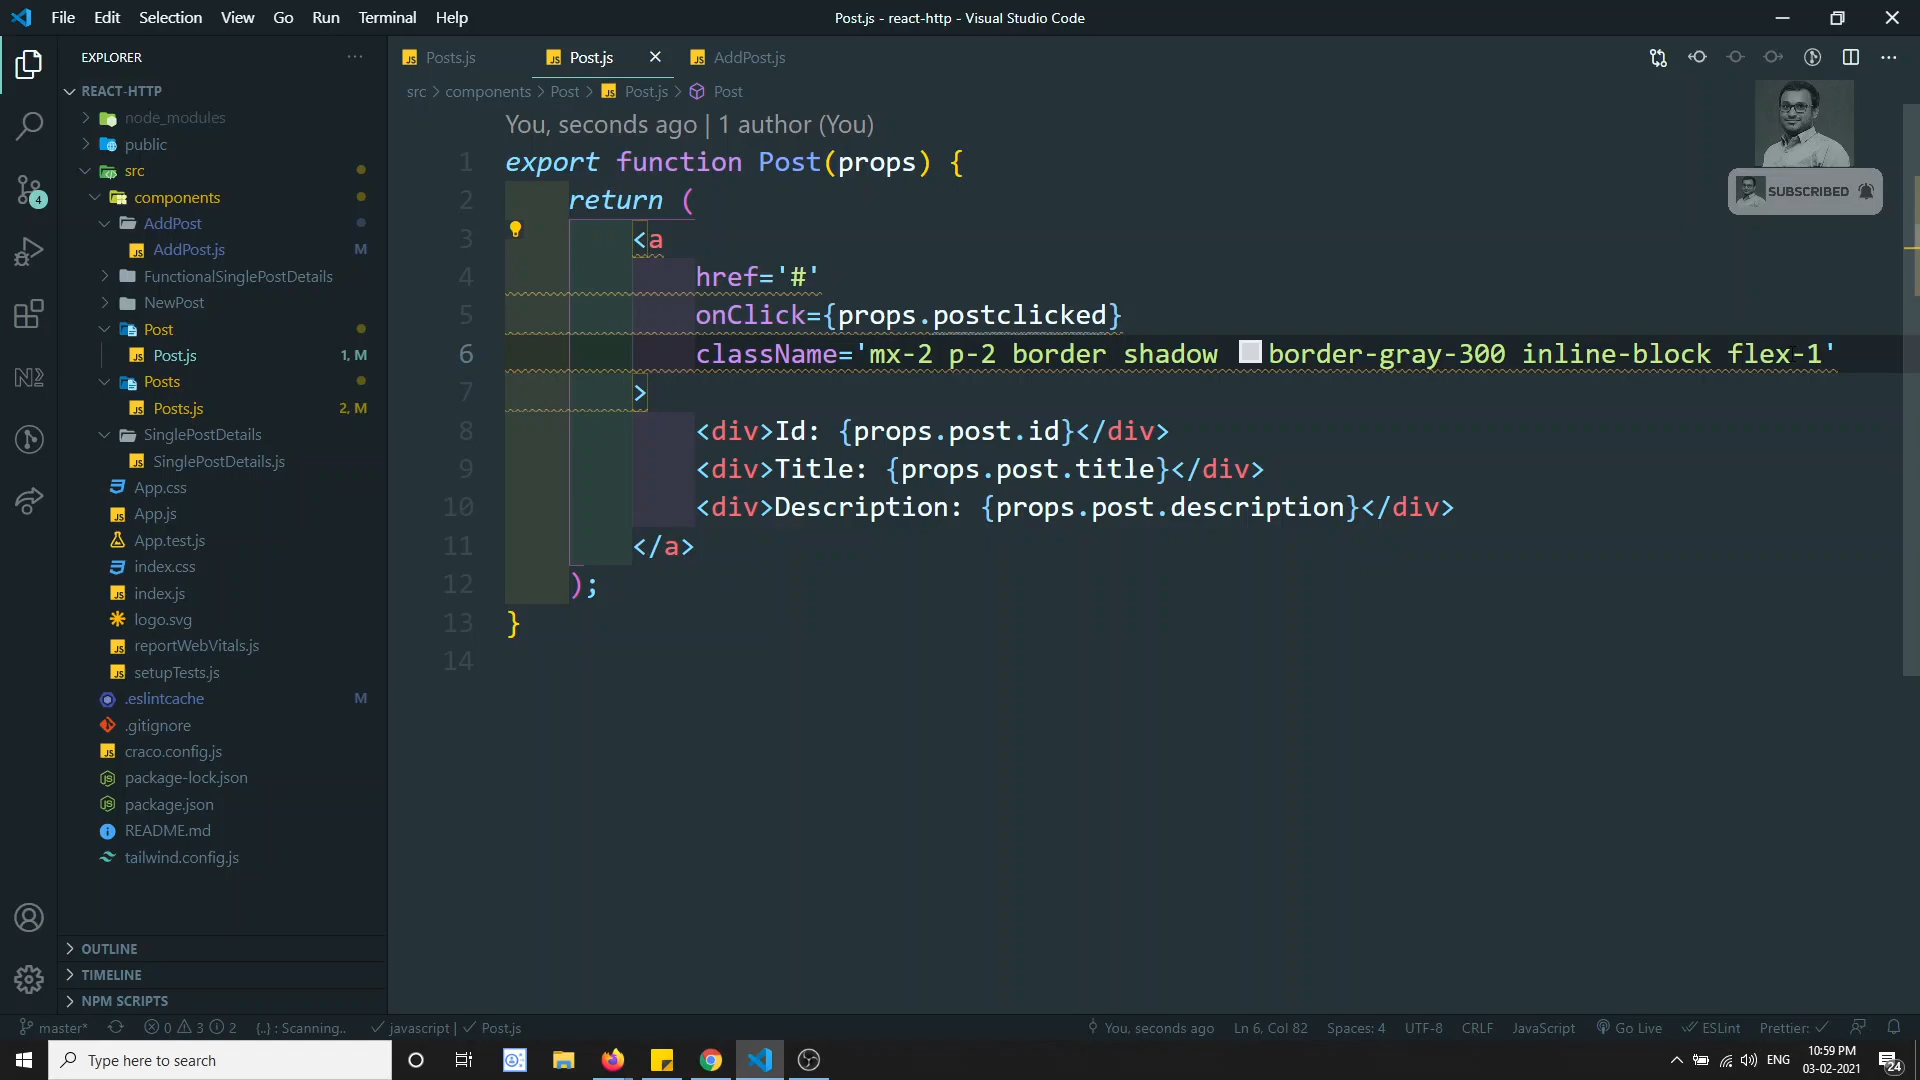 File Edit Selection View Go Run Terminal Help
Post.js - react-http - Visual Studio Code
EXPLORER
REACT-HTTP
node_modules
public
src
components
AddPost
AddPost.js M
FunctionalSinglePostDetails
NewPost
Post
Post.js 1, M
Posts
Posts.js 2, M
SinglePostDetails
SinglePostDetails.js
App.css
App.js
App.test.js
index.css
index.js
logo.svg
reportWebVitals.js
setupTests.js
.eslintcache M
.gitignore
craco.config.js
package-lock.json
package.json
README.md
tailwind.config.js
OUTLINE
TIMELINE
NPM SCRIPTS
4
Posts.js Post.js AddPost.js
src > components > Post > Post.js > Post
SUBSCRIBED
You, seconds ago | 1 author (You)
1 export function Post(props) {
2 return (
3 <a
4 href='#'
5 onClick={props.postclicked}
6 className='mx-2 p-2 border shadow border-gray-300 inline-block flex-1'
7 >
8 <div>Id: {props.post.id}</div>
9 <div>Title: {props.post.title}</div>
10 <div>Description: {props.post.description}</div>
11 </a>
12 );
13 }
14
master* 0 3 2 {..} : Scanning.. javascript | Post.js
You, seconds ago Ln 6, Col 82 Spaces: 4 UTF-8 CRLF JavaScript Go Live ESLint Prettier:
Type here to search
ENG
10:59 PM
03-02-2021
24